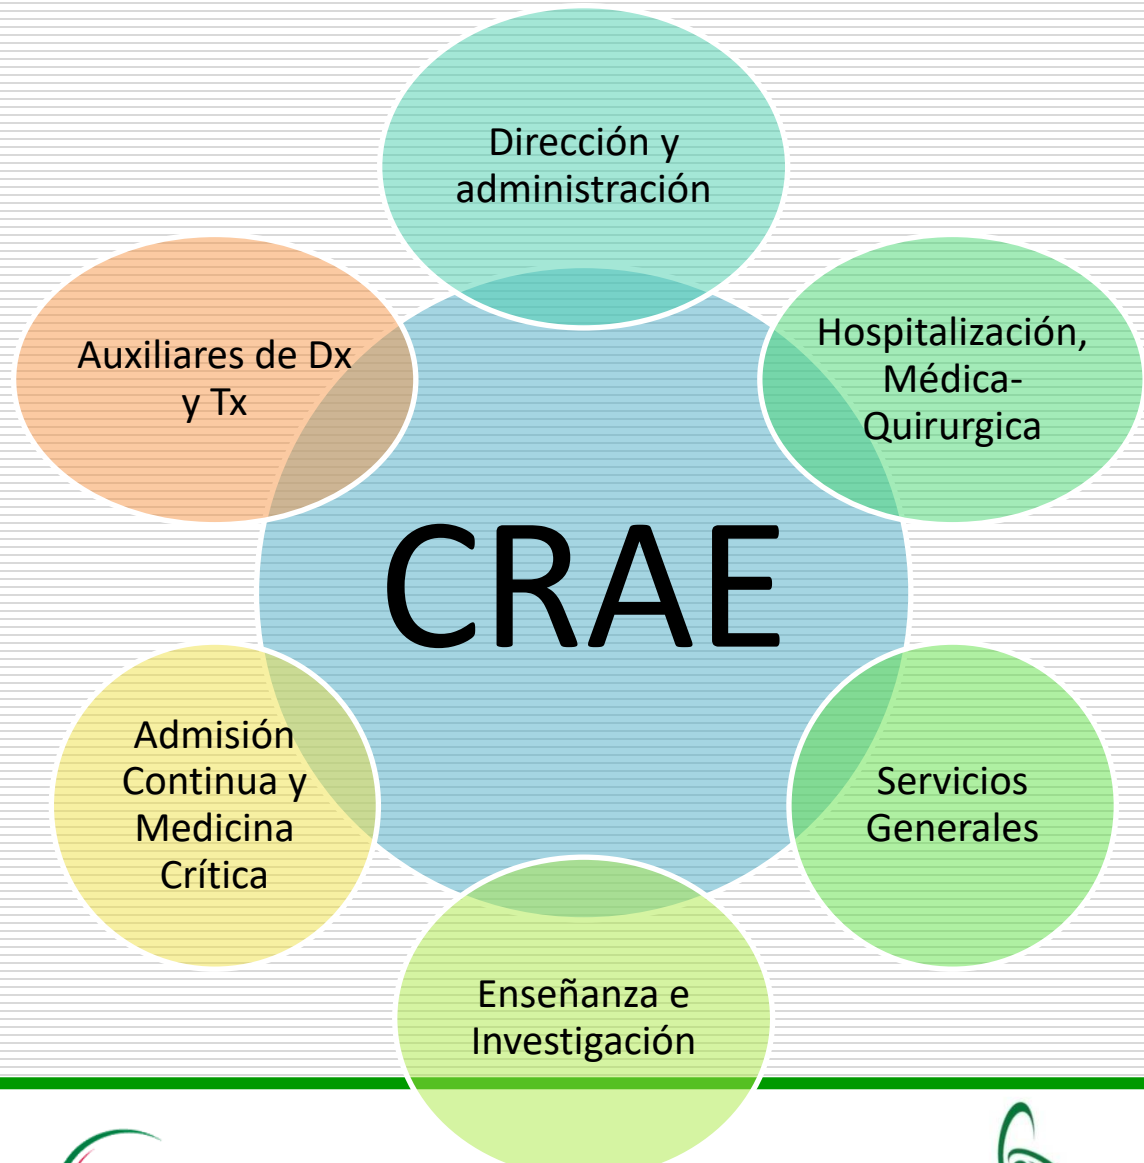 Dirección y
administración
Auxiliares de Dx
y Tx
Hospitalización,
Médica-
Quirurgica
CRAE
Admisión
Continua y
Medicina
Crítica
Servicios
Generales
Enseñanza e
Investigación